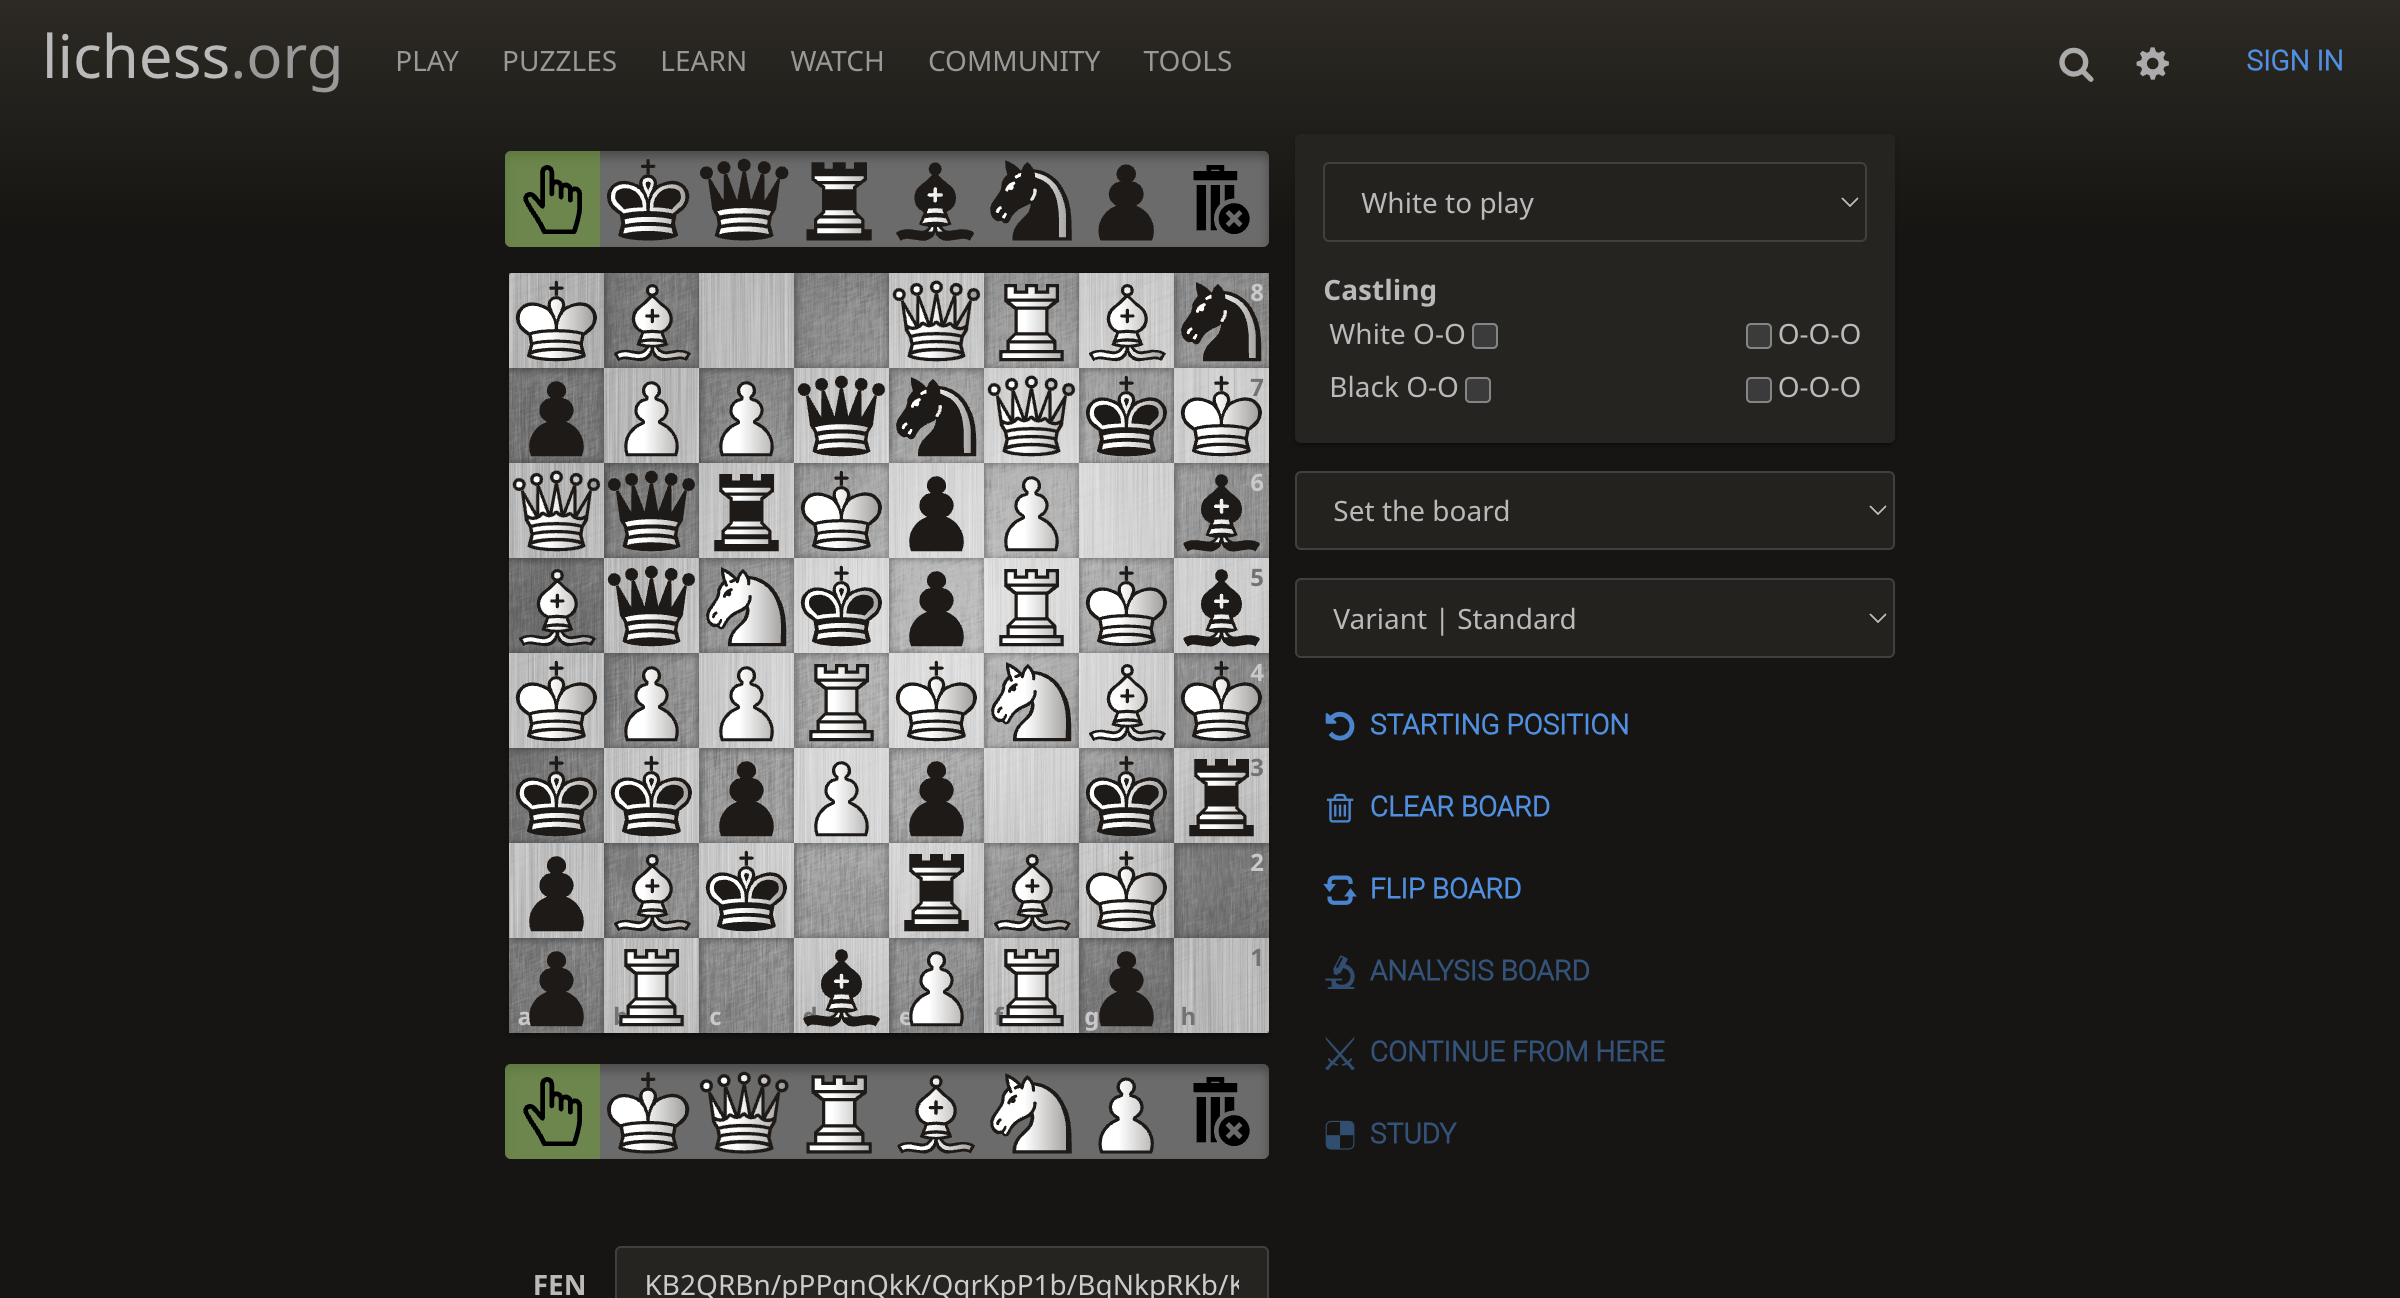 lichess.org PLAY PUZZLES LEARN WATCH COMMUNITY TOOLS SIGN IN
White to play
Castling
White O-O O-O-O
Black O-O O-O-O
Set the board
Variant | Standard
STARTING POSITION
CLEAR BOARD
FLIP BOARD
ANALYSIS BOARD
CONTINUE FROM HERE
STUDY
8
7
6
5
4
3
2
1
a b c d e f g h
FEN KB2QRBn/pPPqnQkK/QqrKpP1b/BqNkpRKb/K